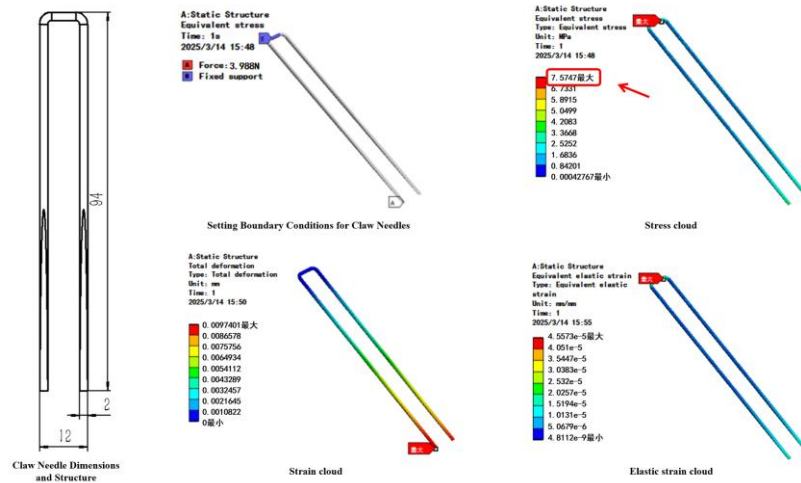 94
2
12
Claw Needle Dimensions
and Structure
A:Static Structure
Equivalent stress
Time: 1s
2025/3/14 15:48
A Force:3.988N
B Fixed support
A
Setting Boundary Conditions for Claw Needles
A:Static Structure
Equivalent stress
Type: Equivalent stress
Unit: MPa
Time: 1
2025/3/14 15:48
7.5747最大
6.7331
5.8915
5.0499
4.2083
3.3668
2.5252
1.6836
0.84201
0.00042767最小
最大
Stress cloud
A:Static Structure
Total deformation
Type: Total deformation
Unit: mm
Time: 1
2025/3/14 15:50
0.0097401最大
0.0086578
0.0075756
0.0064934
0.0054112
0.0043289
0.0032457
0.0021645
0.0010822
0最小
最大
Strain cloud
A:Static Structure
Equivalent elastic strain
Type: Equivalent elastic
strain
Unit: mm/mm
Time: 1
2025/3/14 15:55
4.5573e-5最大
4.051e-5
3.5447e-5
3.0383e-5
2.532e-5
2.0257e-5
1.5194e-5
1.0131e-5
5.0679e-6
4.8112e-9最小
最大
Elastic strain cloud